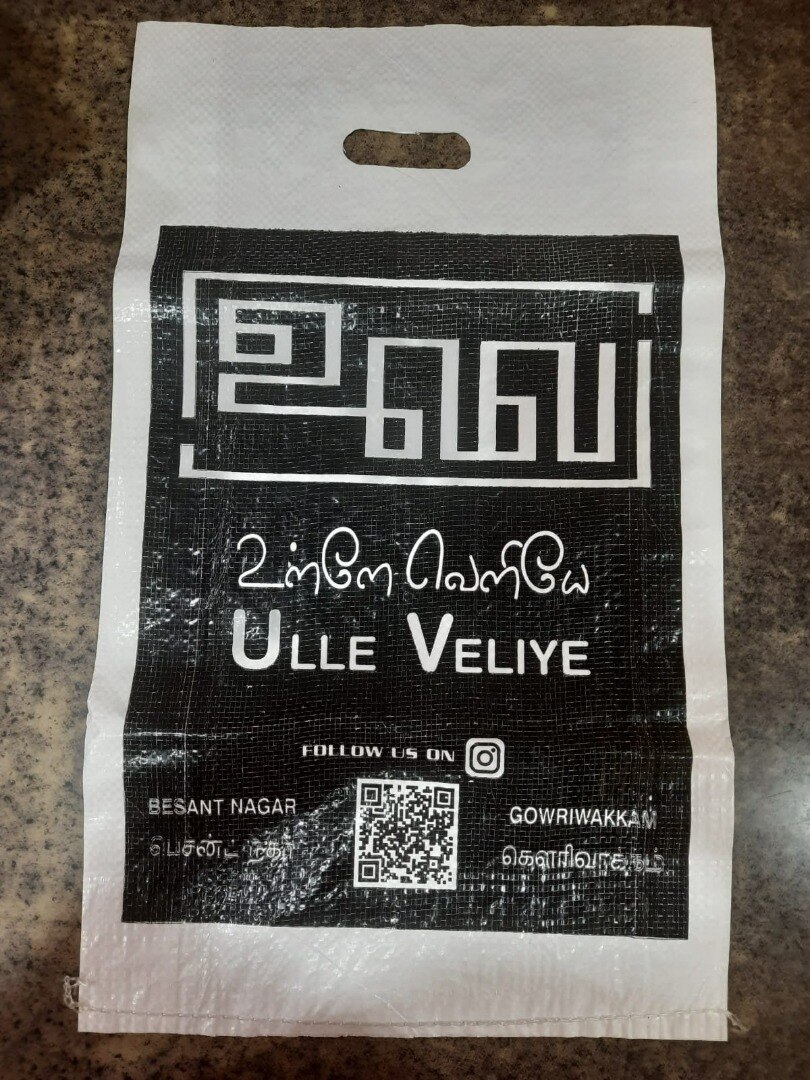 உவெ
உள்ளே வெளியே
ULLE VELIYE
FOLLOW US ON
BESANT NAGAR
பெசன்ட் நகர்
GOWRIWAKKAM
கௌரிவாக்கம்